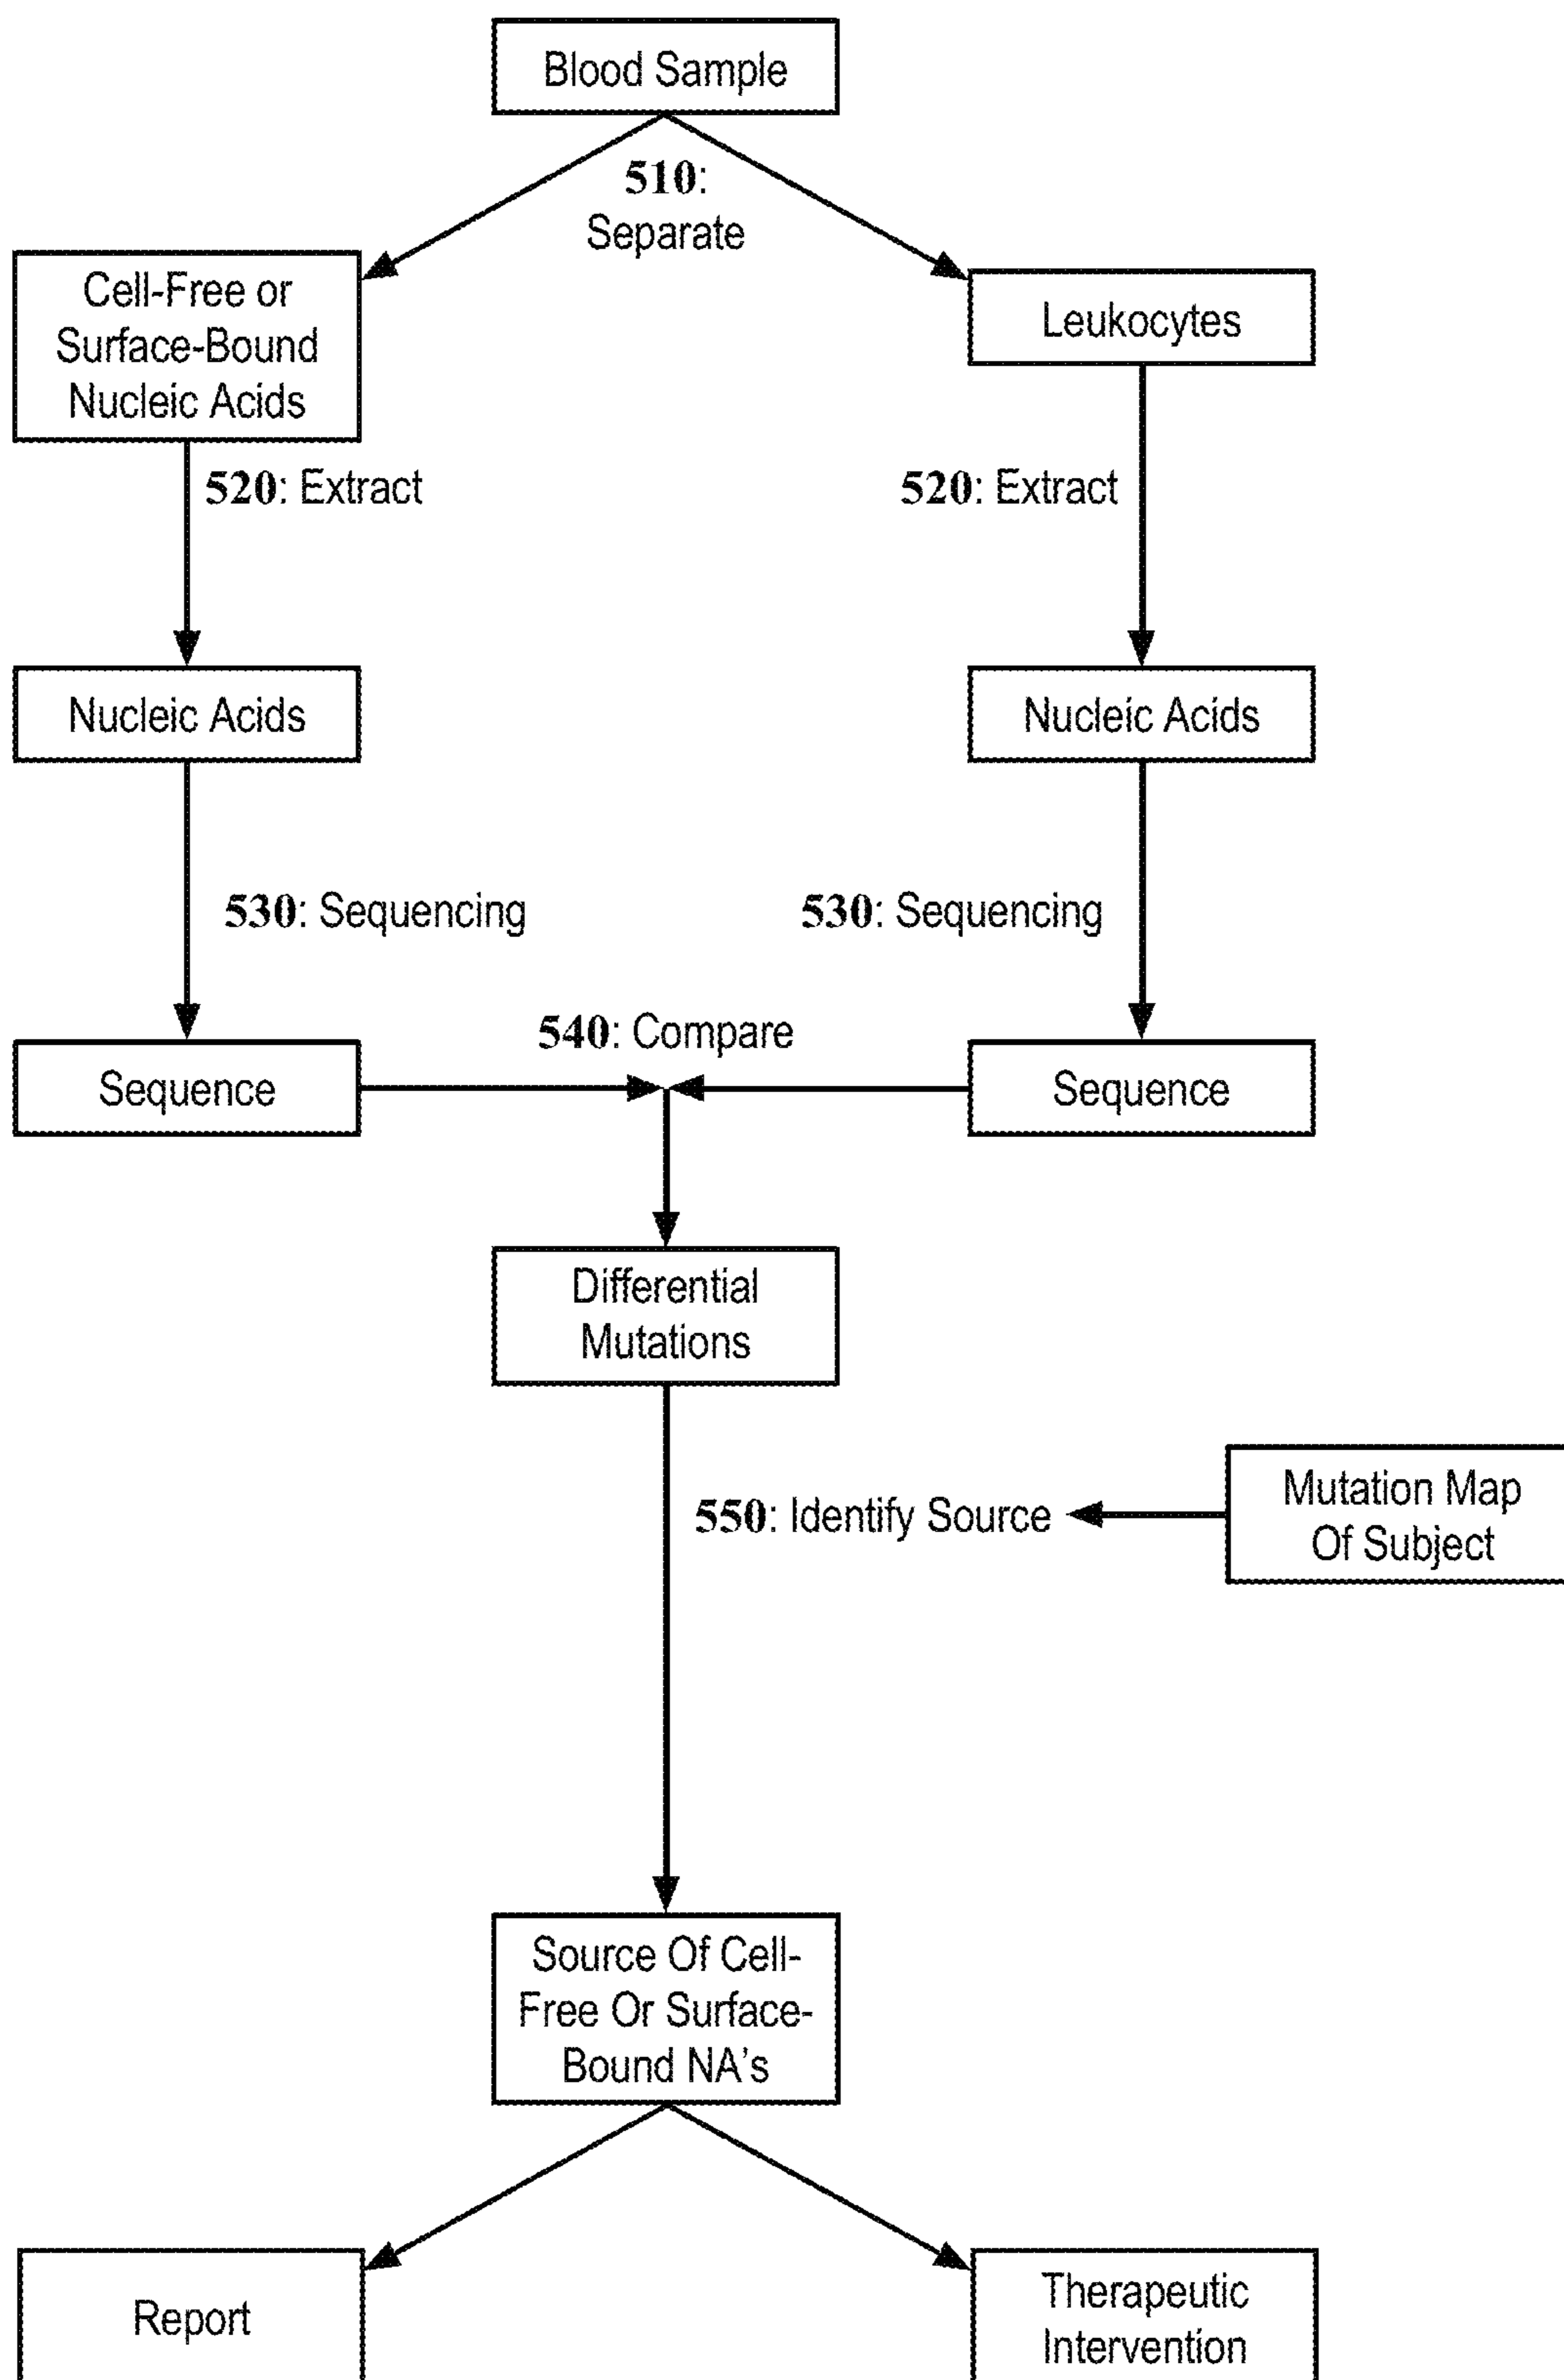 Blood Sample
510:
Separate
Cell-Free or
Surface-Bound
Nucleic Acids
Leukocytes
520: Extract
520: Extract
Nucleic Acids
Nucleic Acids
530: Sequencing
530: Sequencing
540: Compare
Sequence
Sequence
Differential
Mutations
550: Identify Source
Mutation Map
Of Subject
Source Of Cell-
Free Or Surface-
Bound NA's
Report
Therapeutic
Intervention